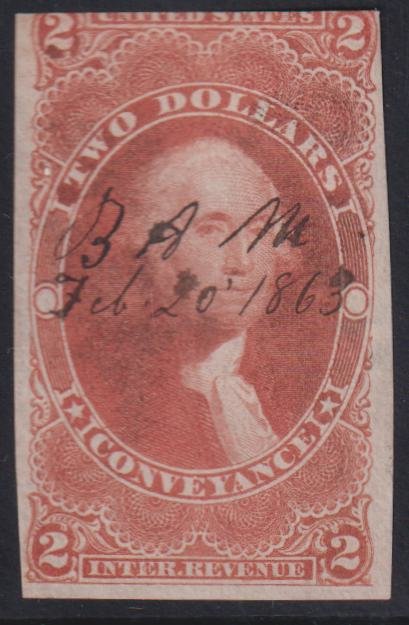 2 UNITED STATES 2
TWO DOLLARS
B A M
Feb. 20' 1863
CONVEYANCE
2 INTER. REVENUE 2